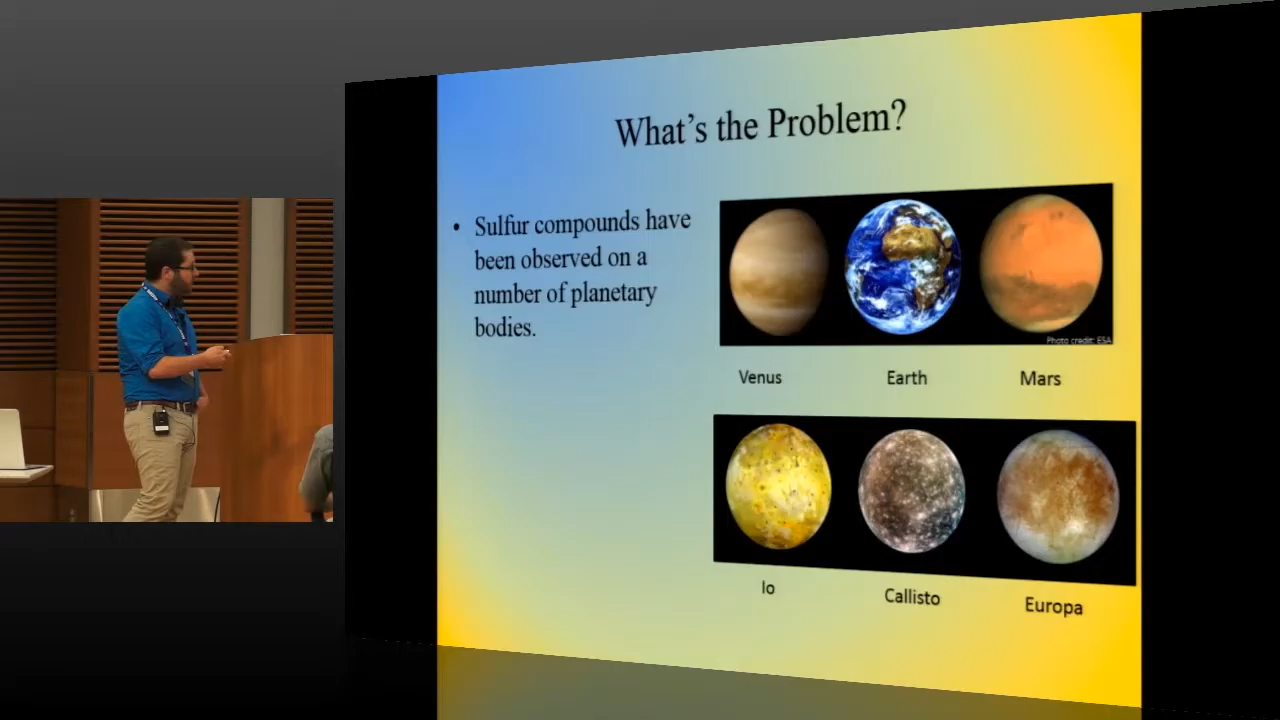 What's the Problem?
• Sulfur compounds have
been observed on a
number of planetary
bodies.
Photo credit: ESA
Venus Earth Mars
Io Callisto Europa